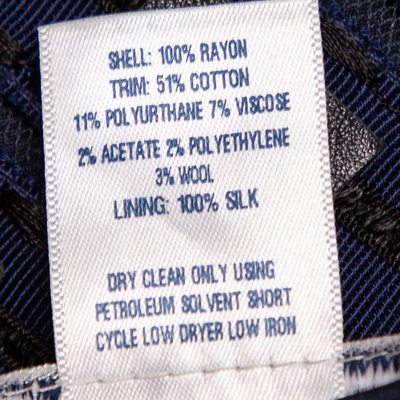 SHELL: 100% RAYON
TRIM: 51% COTTON
11% POLYURTHANE 7% VISCOSE
2% ACETATE 2% POLYETHYLENE
3% WOOL
LINING: 100% SILK
DRY CLEAN ONLY USING
PETROLEUM SOLVENT SHORT
CYCLE LOW DRYER LOW IRON